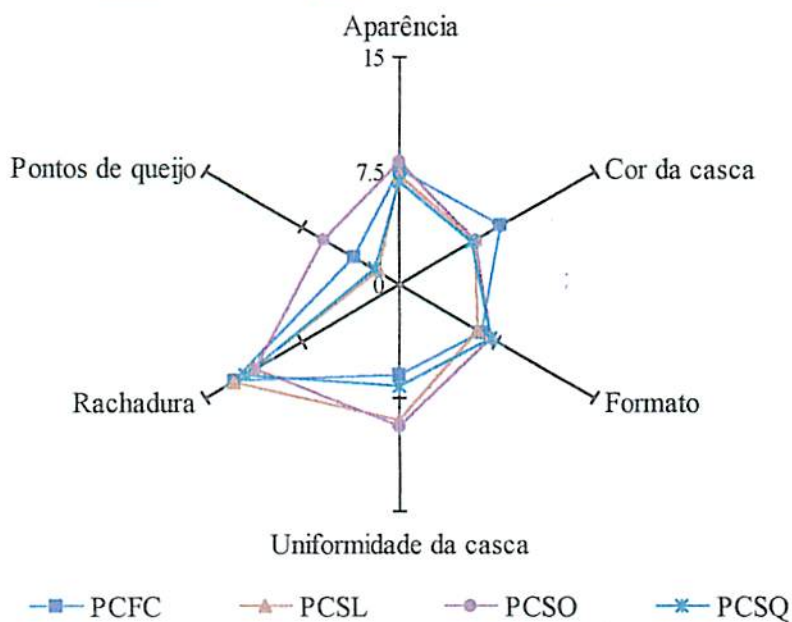 Aparência
15
Pontos de queijo
7.5
Cor da casca
0
Rachadura
Formato
Uniformidade da casca
PCFC PCSL PCSO PCSQ